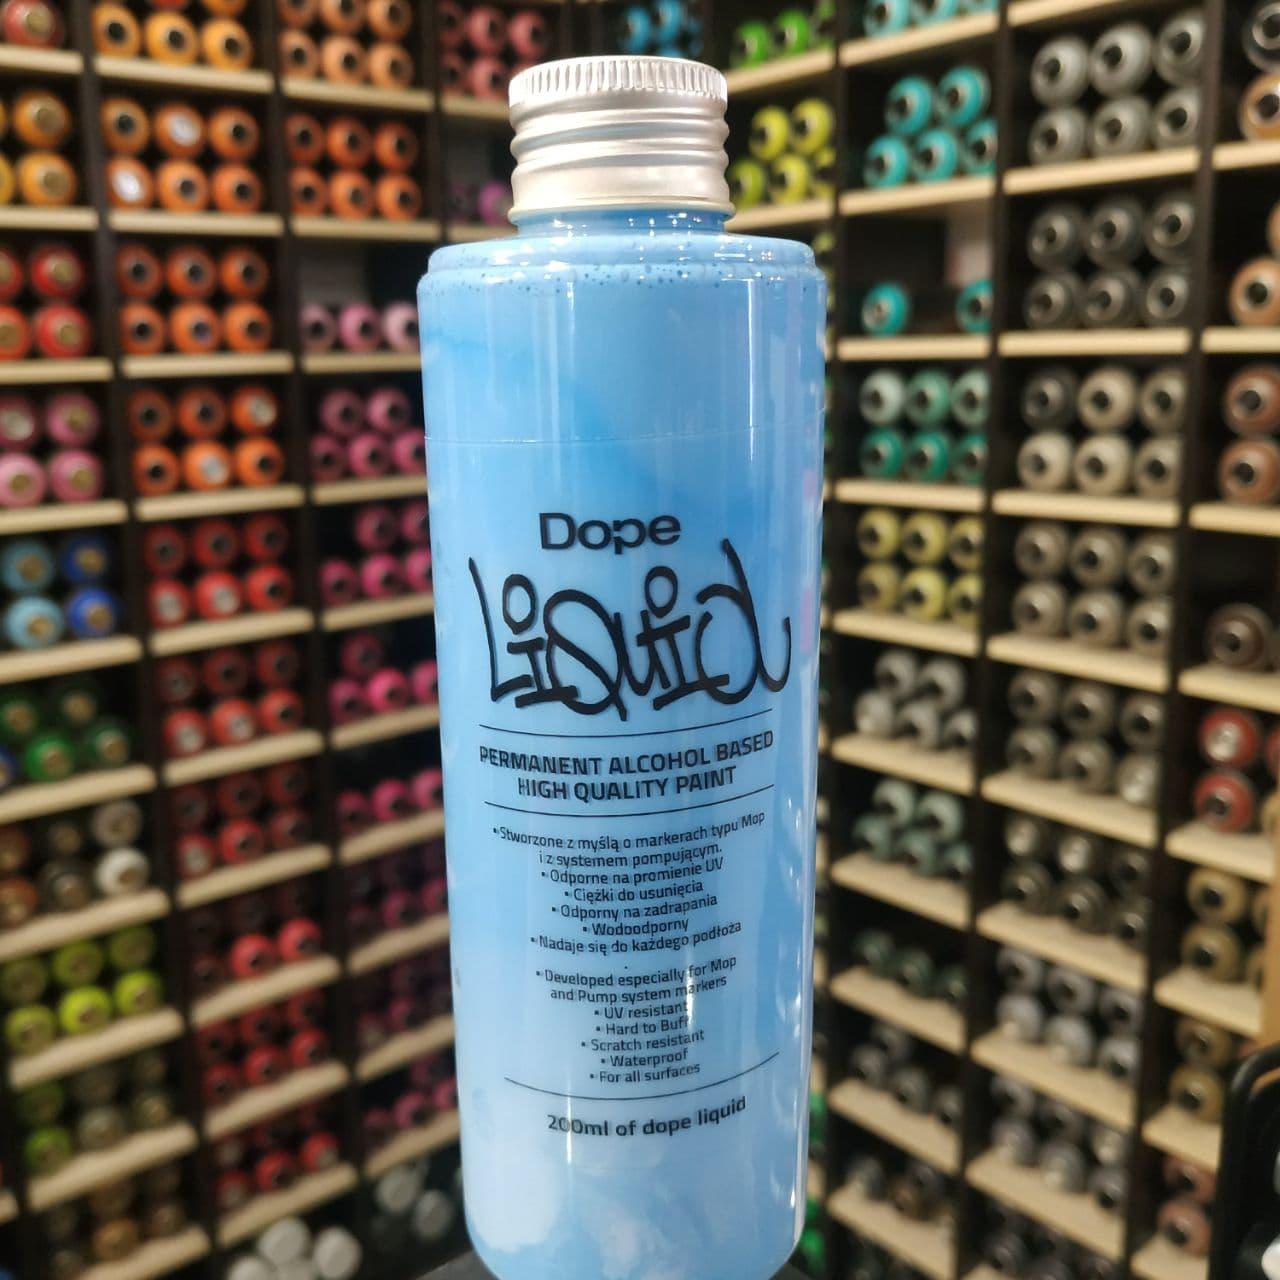 Dope
LiQuid
PERMANENT ALCOHOL BASED
HIGH QUALITY PAINT
•Stworzone z myślą o markerach typu Mop
i z systemem pompującym.
•Odporne na promienie UV
•Ciężki do usunięcia
•Odporny na zadrapania
•Wodoodporny
•Nadaje się do każdego podłoża
•Developed especially for Mop
and Pump system markers
• UV resistant
• Hard to Buff
• Scratch resistant
• Waterproof
• For all surfaces
200ml of dope liquid